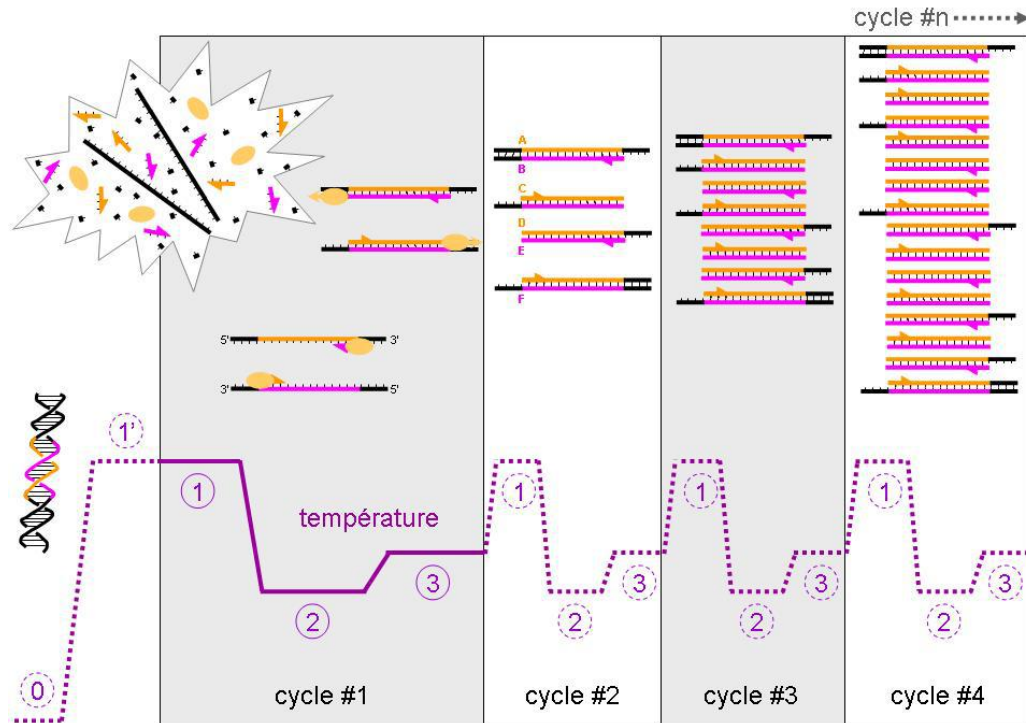 cycle #n
A
B
C
D
E
F
5' 3'
3' 5'
1'
1 1 1 1
température
3 3 3 3
2 2 2 2
0
cycle #1 cycle #2 cycle #3 cycle #4